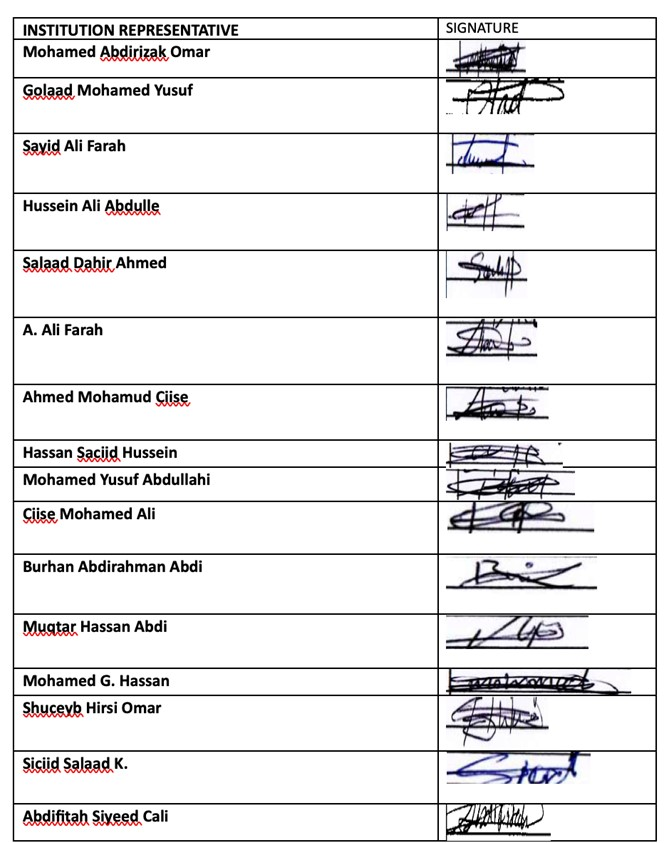 INSTITUTION REPRESENTATIVE SIGNATURE
Mohamed Abdirizak Omar
Golaad Mohamed Yusuf
Sayid Ali Farah
Hussein Ali Abdulle
Salaad Dahir Ahmed
A. Ali Farah
Ahmed Mohamud Ciise
Hassan Saciid Hussein
Mohamed Yusuf Abdullahi
Ciise Mohamed Ali
Burhan Abdirahman Abdi
Muqtar Hassan Abdi
Mohamed G. Hassan
Shuceyb Hirsi Omar
Siciid Salaad K.
Abdifitah Siyeed Cali